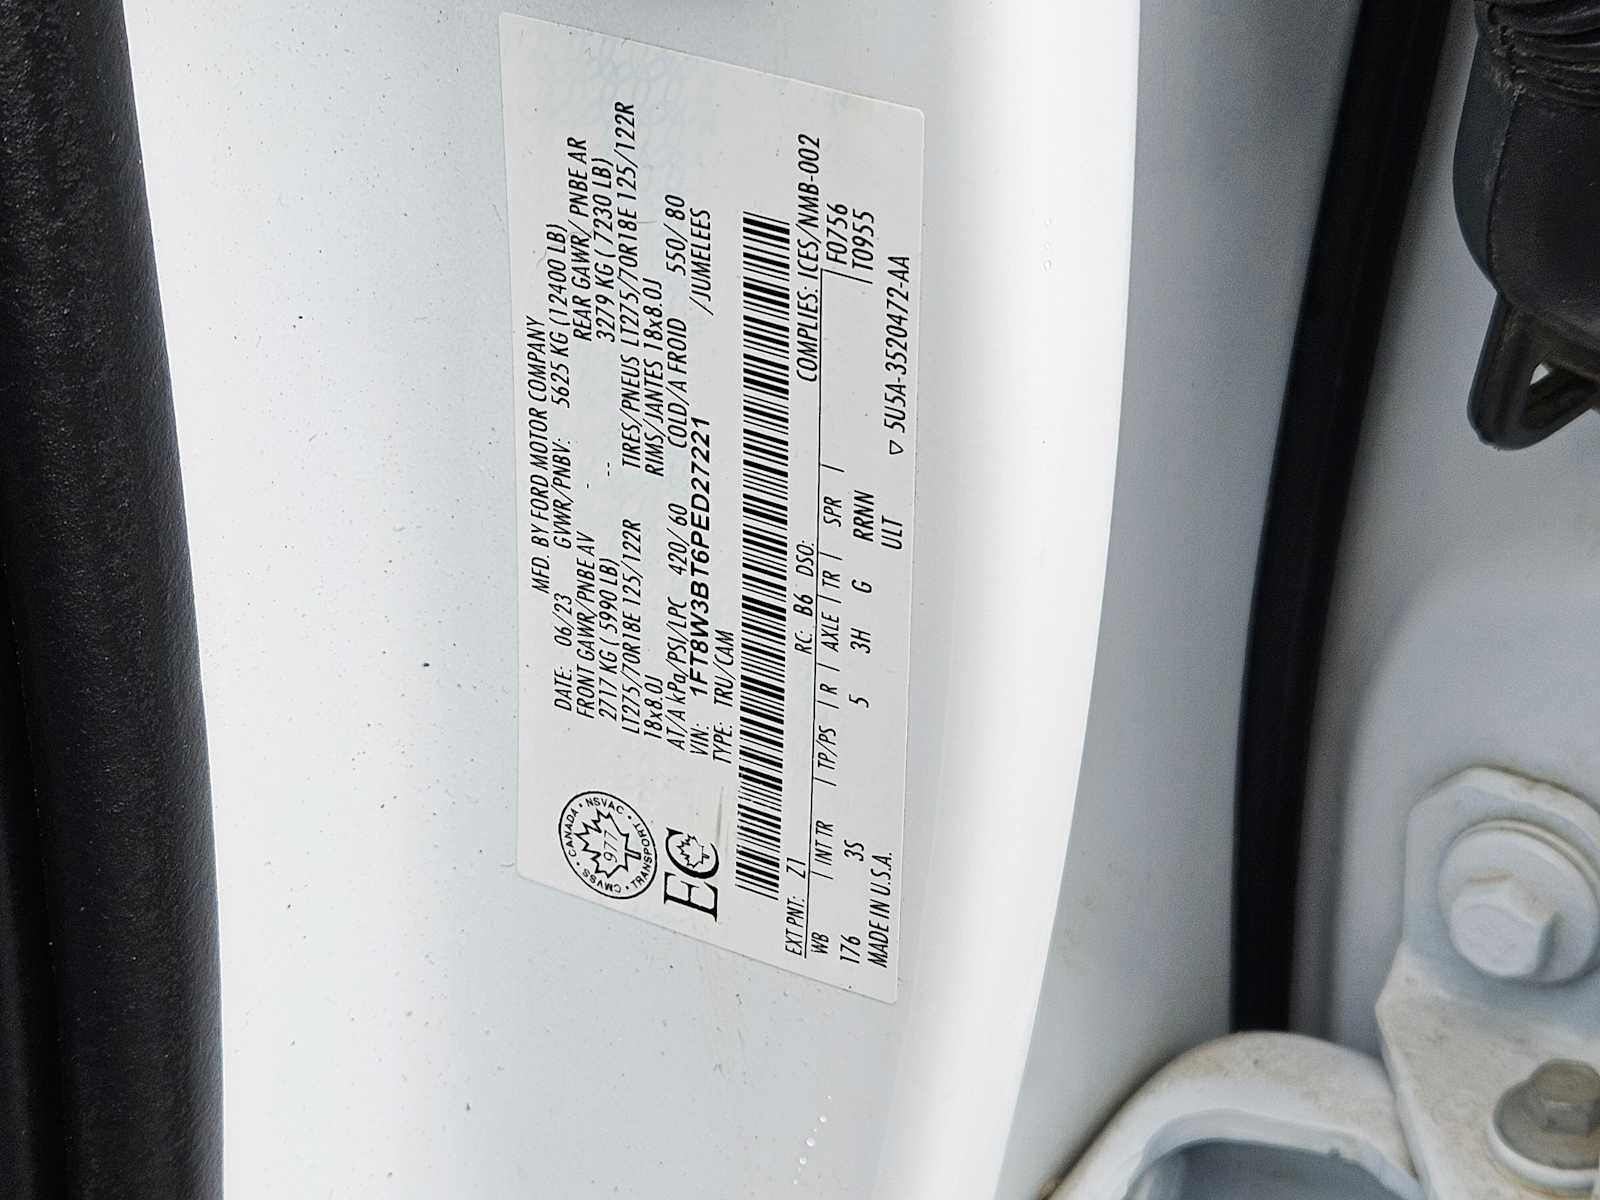 MFD. BY FORD MOTOR COMPANY
DATE: 06/23 GVWR/PNBV: 5625 KG (12400 LB)
FRONT GAWR/PNBE AV REAR GAWR/ PNBE AR
2717 KG ( 5990 LB) 3279 KG ( 7230 LB)
LT275/70R18E 125/122R TIRES/PNEUS LT275/70R18E 125/122R
18x8.0J RIMS/JANTES 18x8.0J
AT/A kPa/PSI/LPC 420/ 60 COLD/A FROID 550/ 80
VIN: 1FT8W3BT6PED27221 /JUMELEES
TYPE: TRU/CAM
CMVSS • CANADA • NSVAC • TRANSPORT •
977
EC
COMPLIES: ICES/NMB-002
EXT PNT: Z1 RC: B6 DSO: F0756
WB | INT TR | TP/PS | R | AXLE | TR | SPR | T0955
176 3S 5 3H G RRNN
MADE IN U.S.A. ULT ▽ 5U5A-3520472-AA